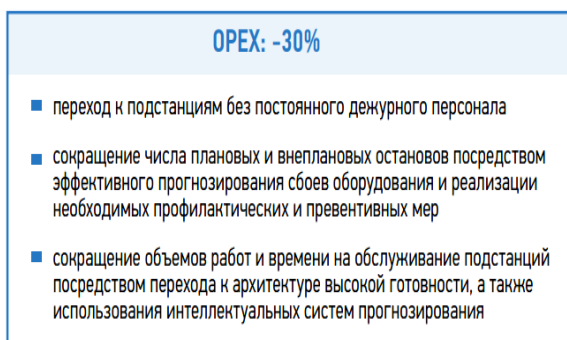 OPEX: -30%
переход к подстанциям без постоянного дежурного персонала
сокращение числа плановых и внеплановых остановов посредством
эффективного прогнозирования сбоев оборудования и реализации
необходимых профилактических и превентивных мер
сокращение объемов работ и времени на обслуживание подстанций
посредством перехода к архитектуре высокой готовности, а также
использования интеллектуальных систем прогнозирования